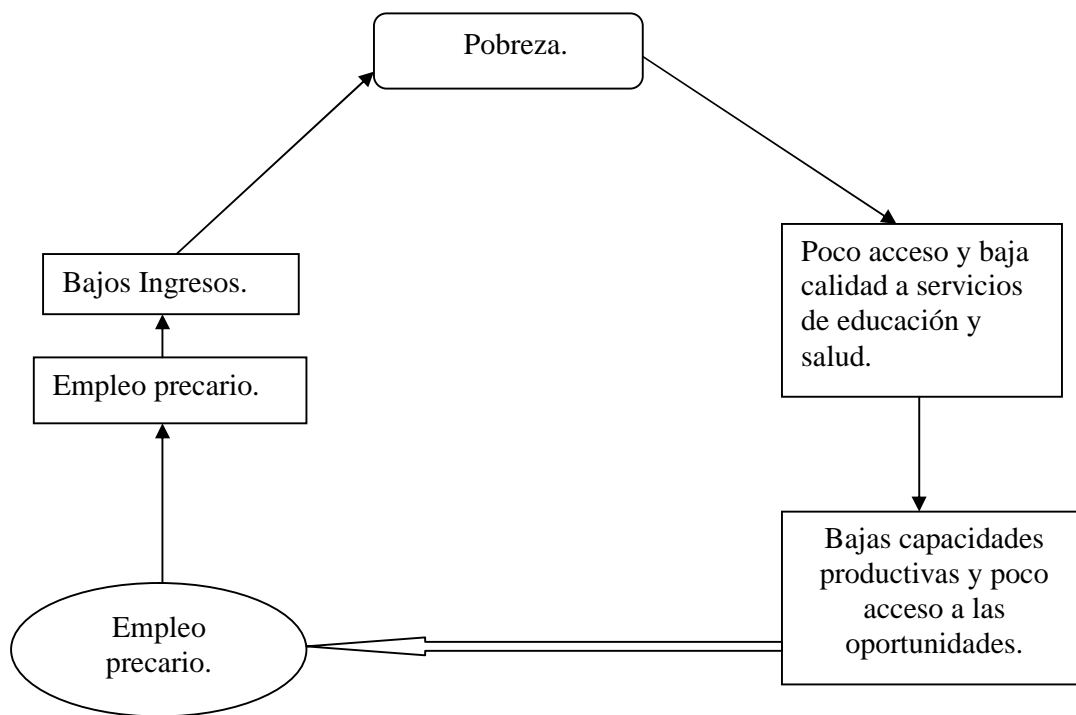 Pobreza.
Poco acceso y baja
calidad a servicios
de educación y
salud.
Bajas capacidades
productivas y poco
acceso a las
oportunidades.
Empleo
precario.
Empleo precario.
Bajos Ingresos.